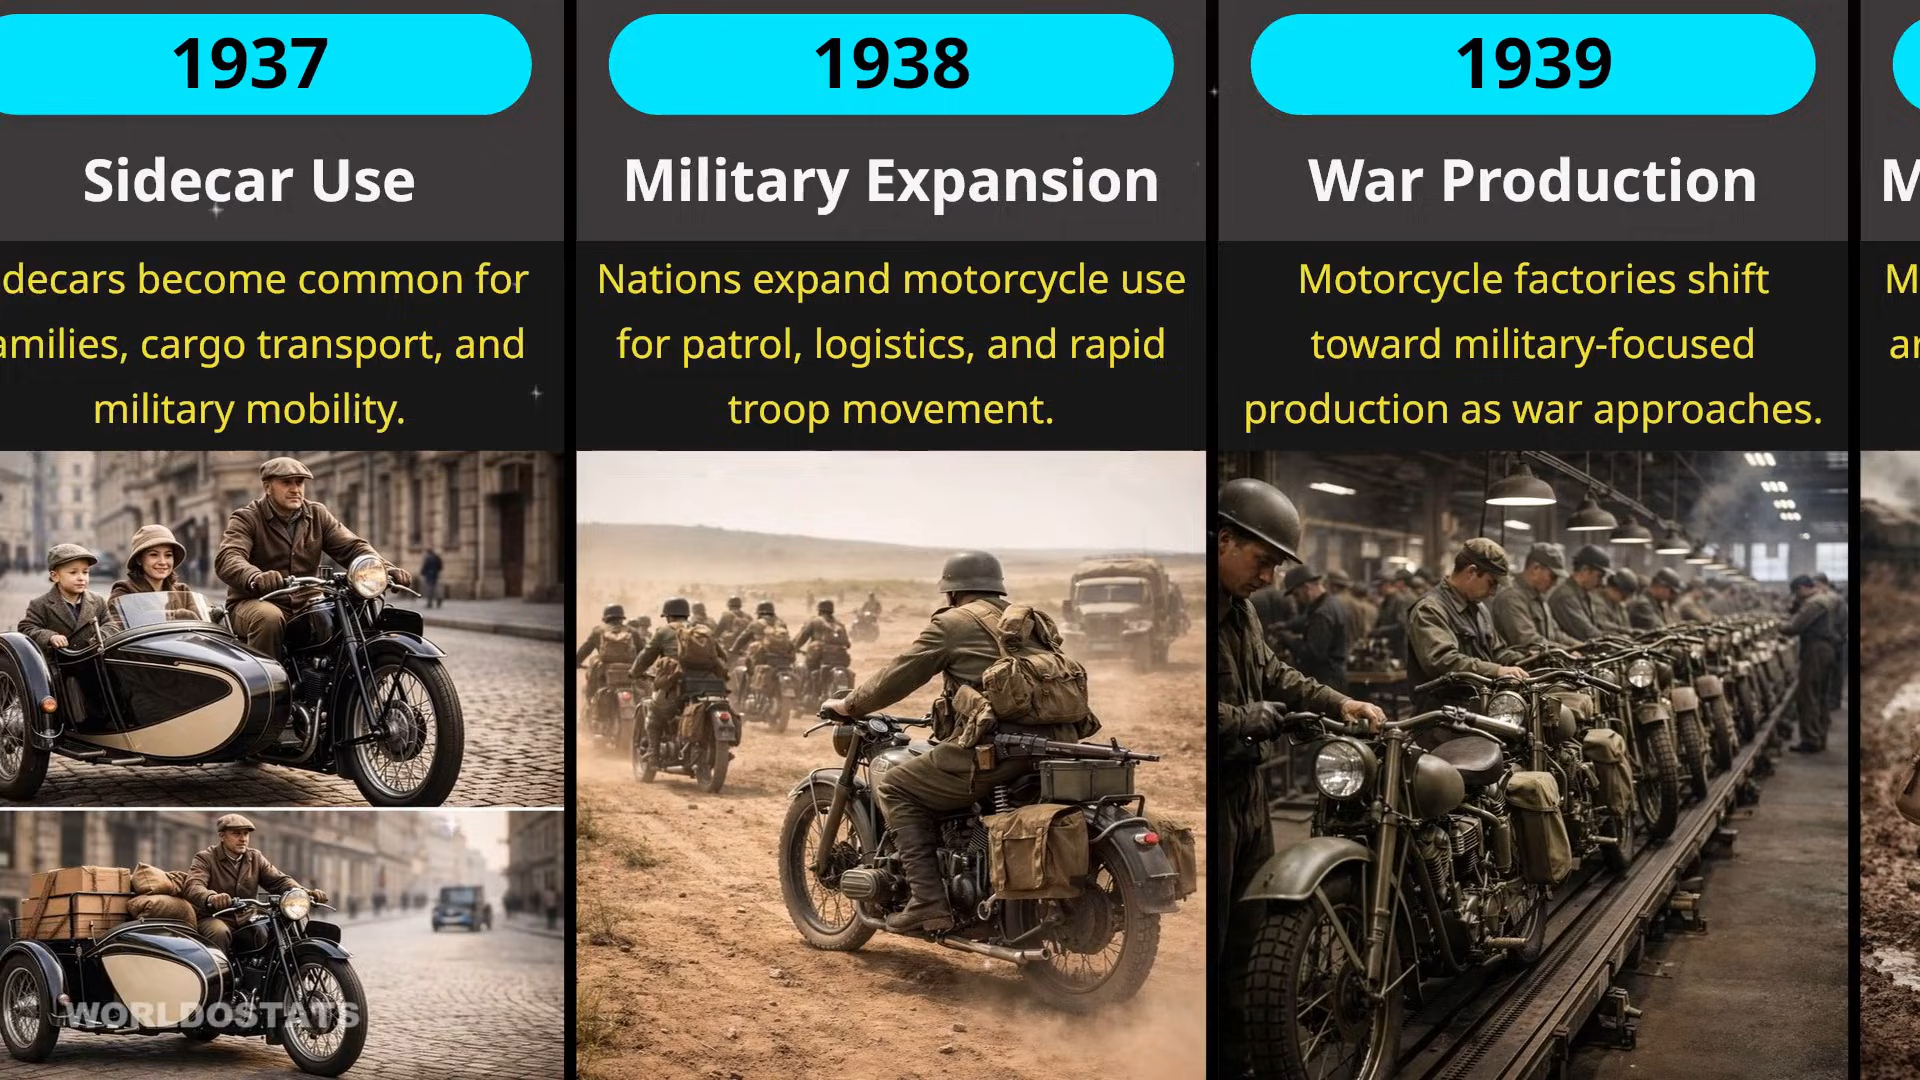 1937
Sidecar Use
decars become common for
amilies, cargo transport, and
military mobility.
1938
Military Expansion
Nations expand motorcycle use
for patrol, logistics, and rapid
troop movement.
1939
War Production
Motorcycle factories shift
toward military-focused
production as war approaches.
M
M
ar
WORLDOSTATS